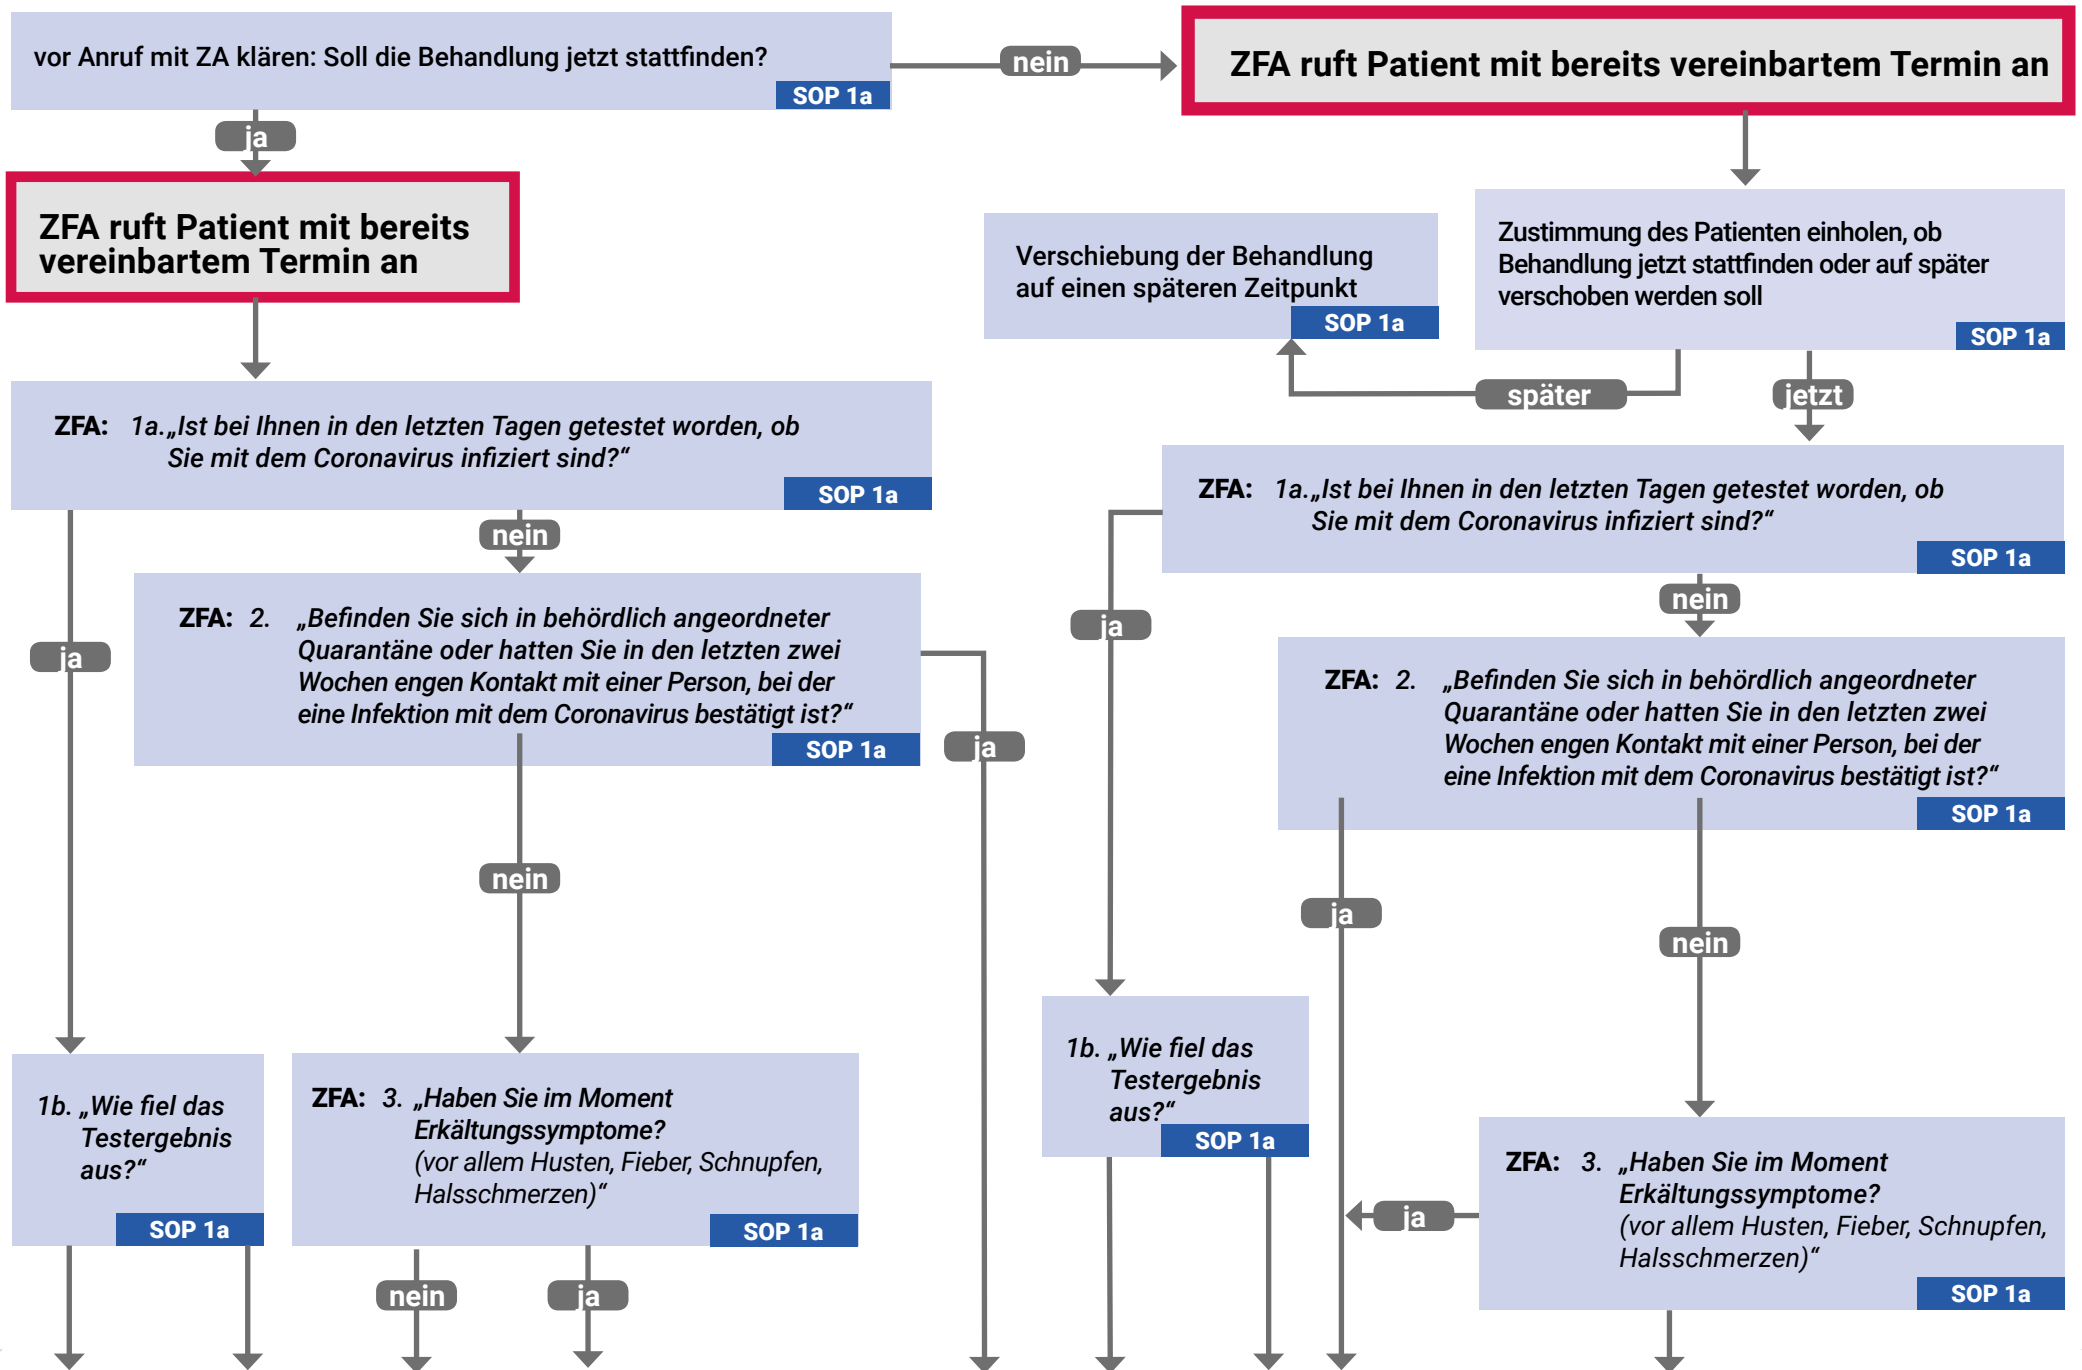 vor Anruf mit ZA klären: Soll die Behandlung jetzt stattfinden?
SOP 1a
nein
ZFA ruft Patient mit bereits vereinbartem Termin an
ja
ZFA ruft Patient mit bereits
vereinbartem Termin an
Verschiebung der Behandlung
auf einen späteren Zeitpunkt
SOP 1a
Zustimmung des Patienten einholen, ob
Behandlung jetzt stattfinden oder auf später
verschoben werden soll
SOP 1a
später
jetzt
ZFA: 1a. „Ist bei Ihnen in den letzten Tagen getestet worden, ob
Sie mit dem Coronavirus infiziert sind?“
SOP 1a
nein
ja
ZFA: 2. „Befinden Sie sich in behördlich angeordneter
Quarantäne oder hatten Sie in den letzten zwei
Wochen engen Kontakt mit einer Person, bei der
eine Infektion mit dem Coronavirus bestätigt ist?“
SOP 1a
ja
nein
1b. „Wie fiel das
Testergebnis
aus?“
SOP 1a
ZFA: 3. „Haben Sie im Moment
Erkältungssymptome?
(vor allem Husten, Fieber, Schnupfen,
Halsschmerzen)“
SOP 1a
nein
ja
ZFA: 1a. „Ist bei Ihnen in den letzten Tagen getestet worden, ob
Sie mit dem Coronavirus infiziert sind?“
SOP 1a
ja
nein
ZFA: 2. „Befinden Sie sich in behördlich angeordneter
Quarantäne oder hatten Sie in den letzten zwei
Wochen engen Kontakt mit einer Person, bei der
eine Infektion mit dem Coronavirus bestätigt ist?“
SOP 1a
ja
nein
1b. „Wie fiel das
Testergebnis
aus?“
SOP 1a
ja
ZFA: 3. „Haben Sie im Moment
Erkältungssymptome?
(vor allem Husten, Fieber, Schnupfen,
Halsschmerzen)“
SOP 1a